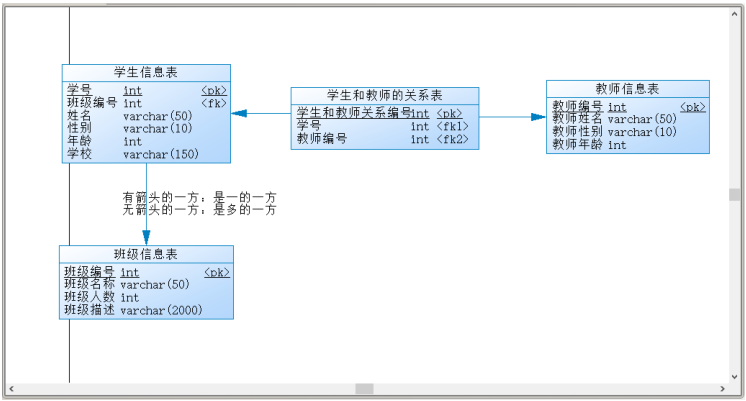 学生信息表
学号 int <pk>
班级编号 int <fk>
姓名 varchar(50)
性别 varchar(10)
年龄 int
学校 varchar(150)
学生和教师的关系表
学生和教师关系编号int <pk>
学号 int <fk1>
教师编号 int <fk2>
教师信息表
教师编号 int <pk>
教师姓名 varchar(50)
教师性别 varchar(10)
教师年龄 int
有箭头的一方：是一的一方
无箭头的一方：是多的一方
班级信息表
班级编号 int <pk>
班级名称 varchar(50)
班级人数 int
班级描述 varchar(2000)